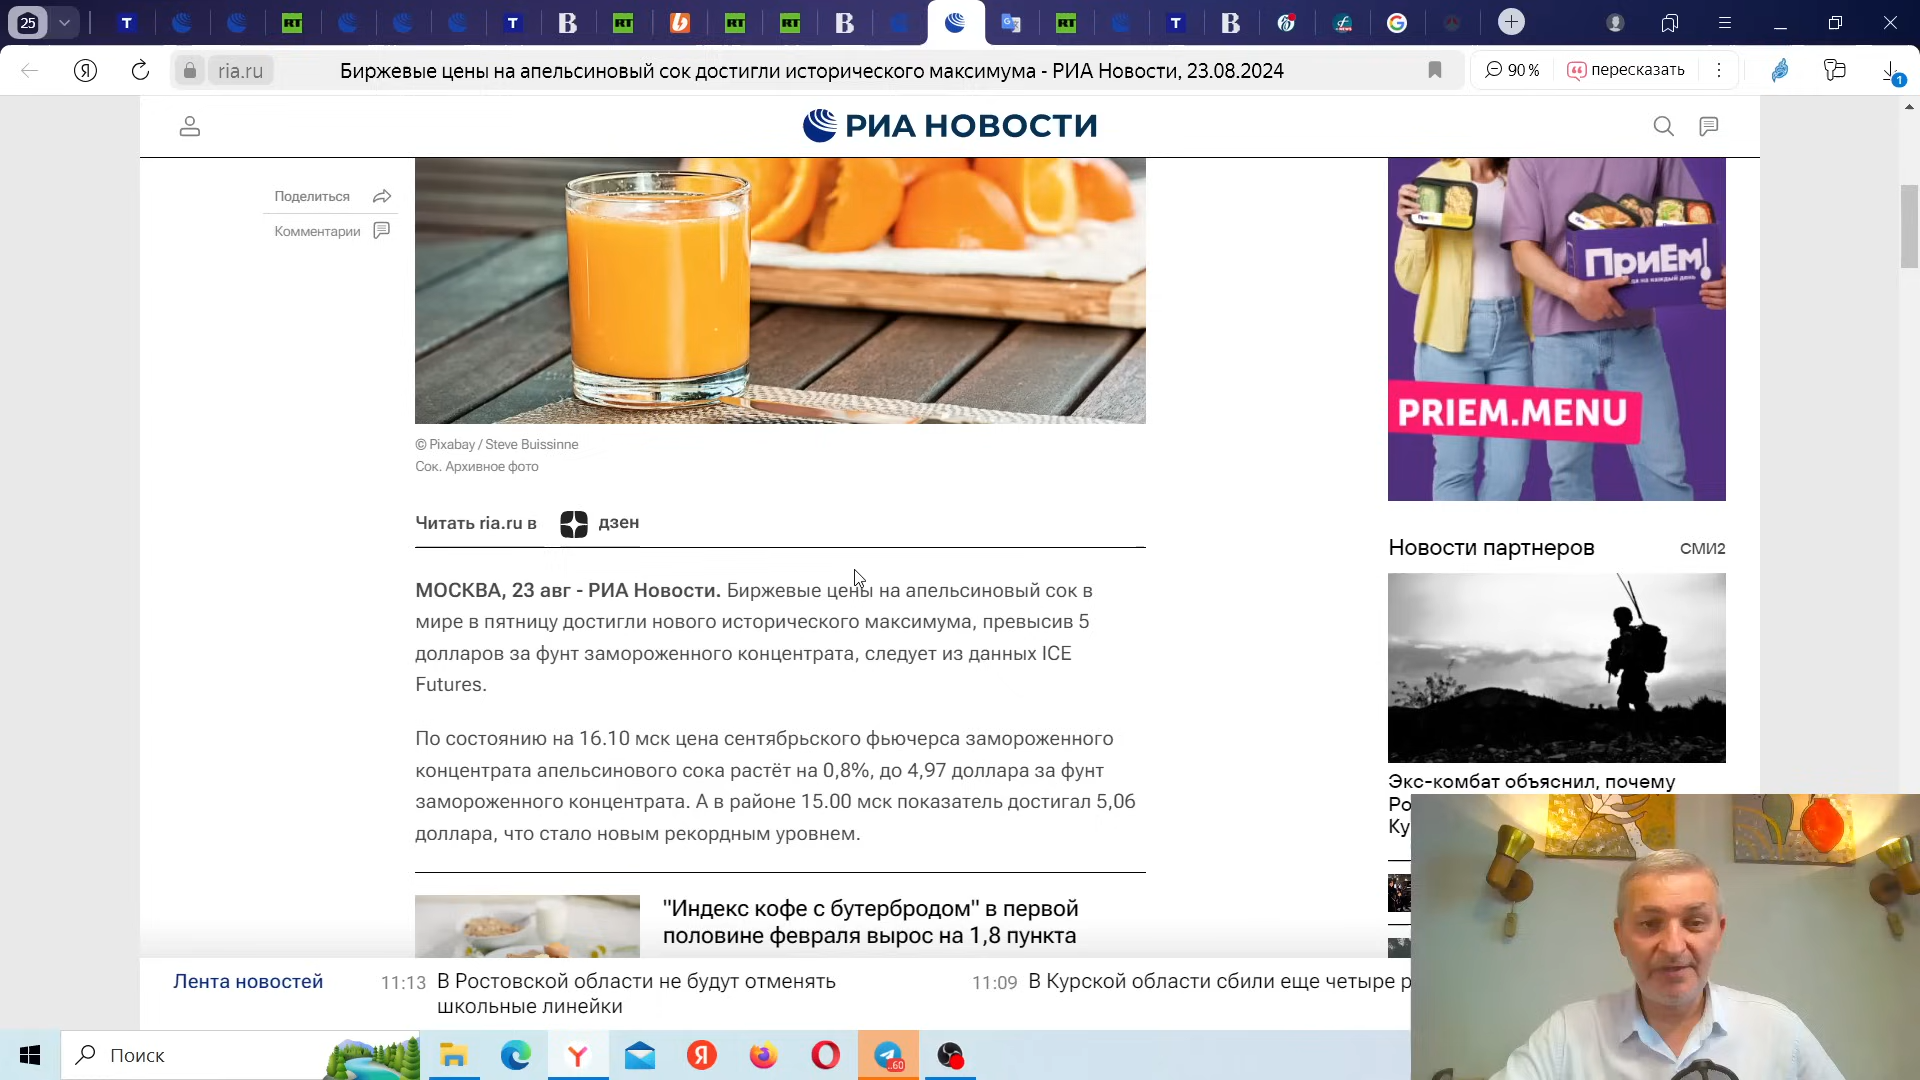 25
ria.ru
Биржевые цены на апельсиновый сок достигли исторического максимума - РИА Новости, 23.08.2024
90 %
пересказать
1
РИА НОВОСТИ
Поделиться
Комментарии
ПриЕм!
PRIEM.MENU
© Pixabay / Steve Buissinne
Сок. Архивное фото
Читать ria.ru в дзен
МОСКВА, 23 авг - РИА Новости. Биржевые цены на апельсиновый сок в
мире в пятницу достигли нового исторического максимума, превысив 5
долларов за фунт замороженного концентрата, следует из данных ICE
Futures.
По состоянию на 16.10 мск цена сентябрьского фьючерса замороженного
концентрата апельсинового сока растёт на 0,8%, до 4,97 доллара за фунт
замороженного концентрата. А в районе 15.00 мск показатель достигал 5,06
доллара, что стало новым рекордным уровнем.
"Индекс кофе с бутербродом" в первой
половине февраля вырос на 1,8 пункта
Новости партнеров
СМИ2
Экс-комбат объяснил, почему
Ро
Ку
Лента новостей
11:13 В Ростовской области не будут отменять
школьные линейки
11:09 В Курской области сбили еще четыре р
Поиск
60